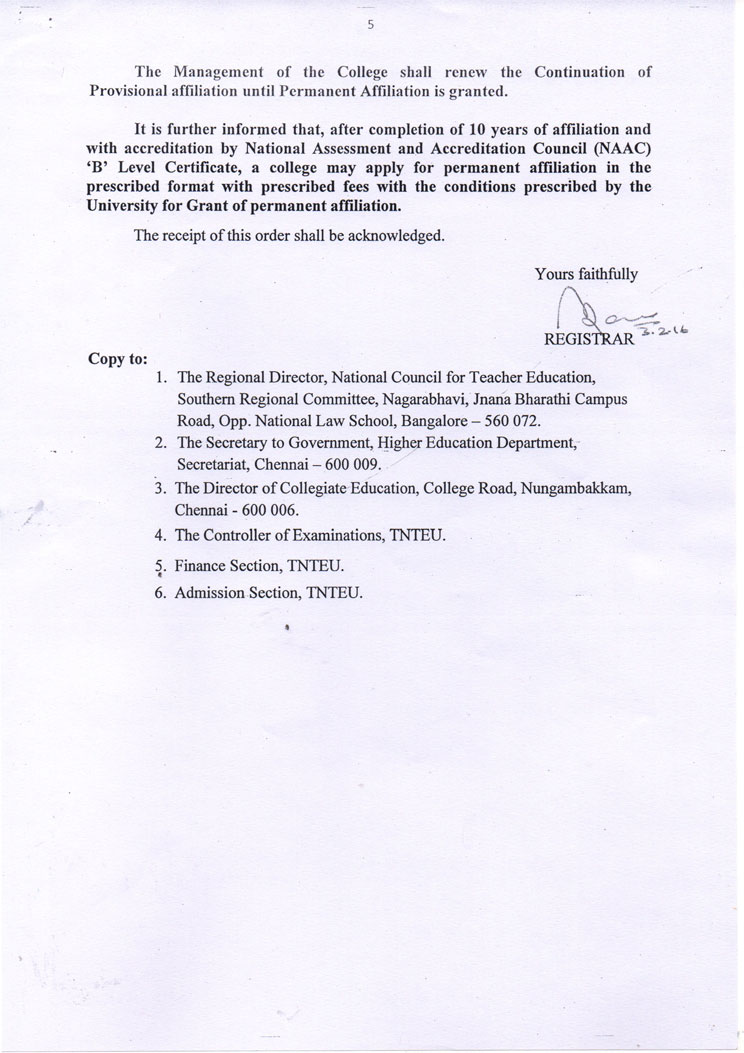 5
The Management of the College shall renew the Continuation of
Provisional affiliation until Permanent Affiliation is granted.
It is further informed that, after completion of 10 years of affiliation and
with accreditation by National Assessment and Accreditation Council (NAAC)
‘B’ Level Certificate, a college may apply for permanent affiliation in the
prescribed format with prescribed fees with the conditions prescribed by the
University for Grant of permanent affiliation.
The receipt of this order shall be acknowledged.
Yours faithfully
3.2.16
REGISTRAR
Copy to:
1. The Regional Director, National Council for Teacher Education,
Southern Regional Committee, Nagarabhavi, Jnana Bharathi Campus
Road, Opp. National Law School, Bangalore – 560 072.
2. The Secretary to Government, Higher Education Department,
Secretariat, Chennai – 600 009.
3. The Director of Collegiate Education, College Road, Nungambakkam,
Chennai - 600 006.
4. The Controller of Examinations, TNTEU.
5. Finance Section, TNTEU.
6. Admission Section, TNTEU.